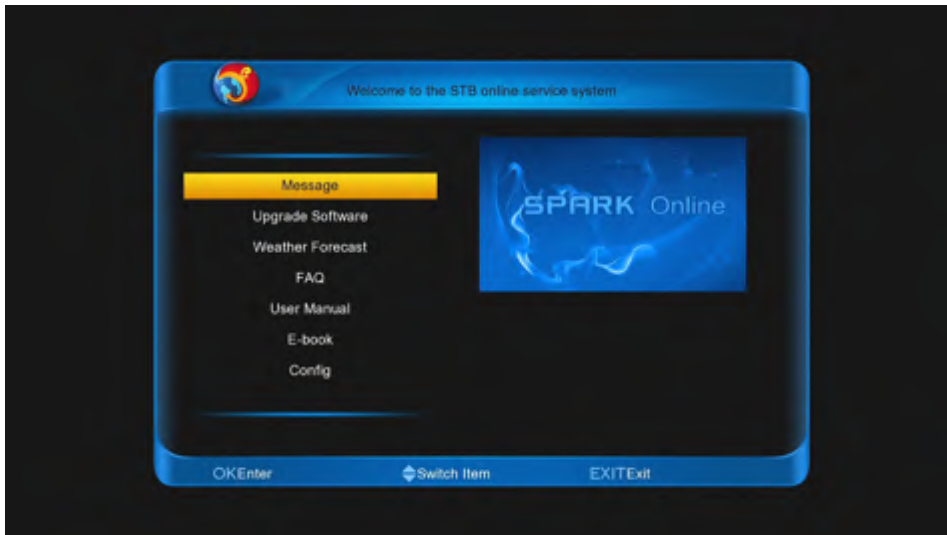 Welcome to the STB online service system
Message
Upgrade Software
Weather Forecast
FAQ
User Manual
E-book
Config
SPARK Online
OKEnter
Switch Item
EXITExit